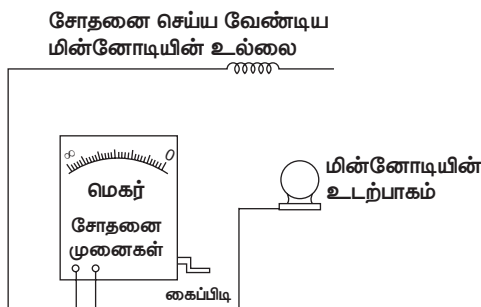 சோதனை செய்ய வேண்டிய
மின்னோடியின் உல்லை
∞ 0
மெகர்
சோதனை
முனைகள்
கைப்பிடி
மின்னோடியின்
உடற்பாகம்